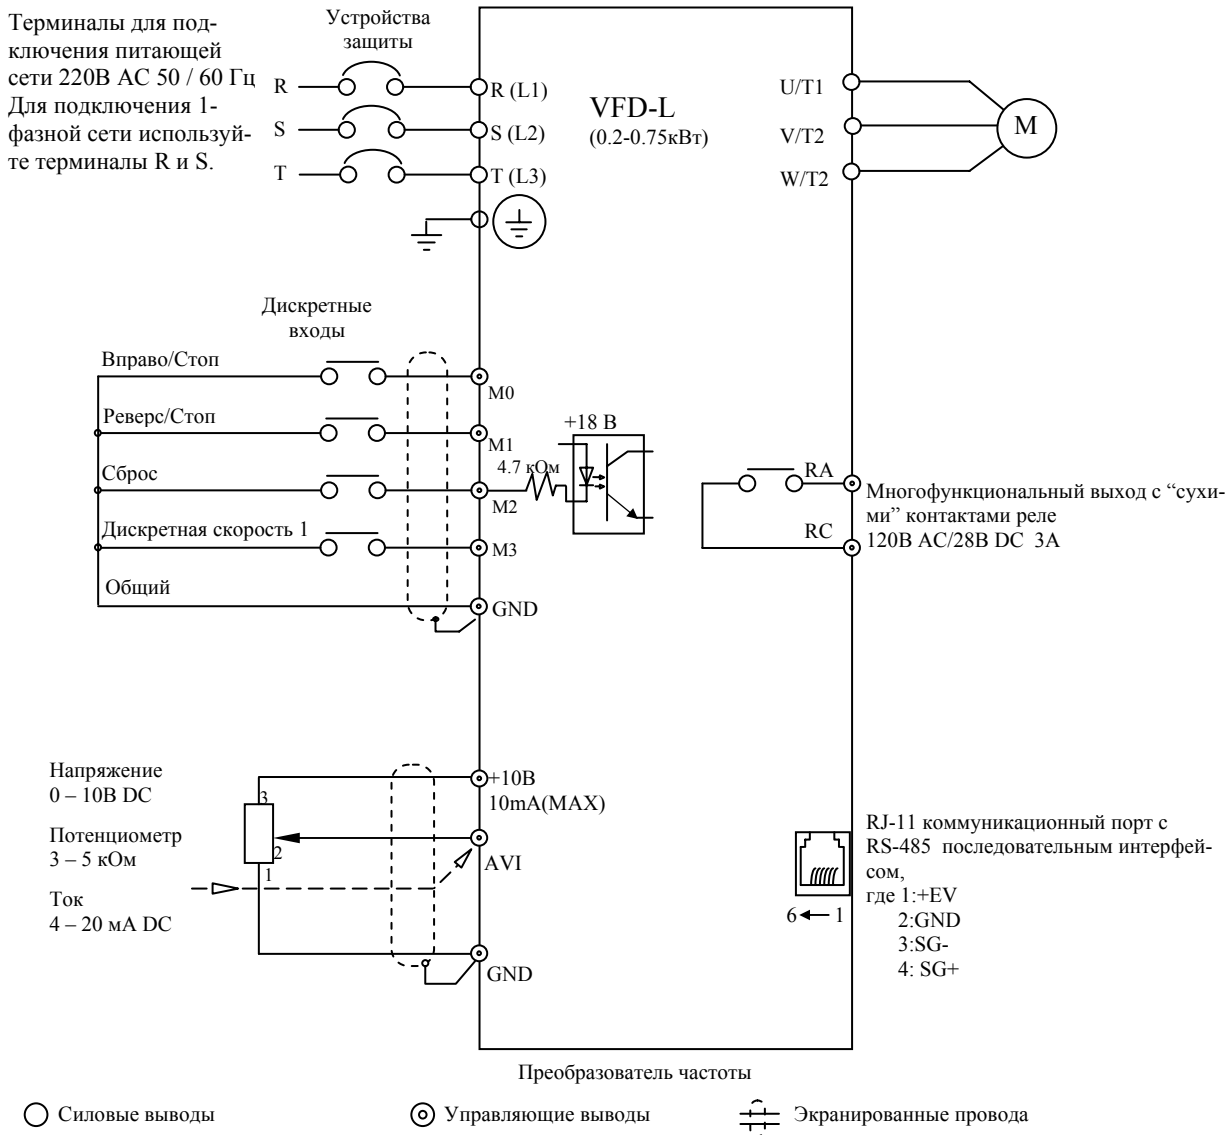 Терминалы для под-
ключения питающей
сети 220В AC 50 / 60 Гц
Для подключения 1-
фазной сети используй-
те терминалы R и S.
Устройства
защиты
R
S
T
R (L1)
S (L2)
T (L3)
VFD-L
(0.2-0.75кВт)
U/T1
V/T2
W/T2
M
Дискретные
входы
Вправо/Стоп
M0
Реверс/Стоп
M1
+18 В
4.7 кОм
Сброс
M2
Дискретная скорость 1
M3
Общий
GND
RA
RC
Многофункциональный выход с “сухи-
ми” контактами реле
120В AC/28В DC 3А
Напряжение
0 – 10В DC
Потенциометр
3 – 5 кОм
Ток
4 – 20 мА DC
3
2
1
+10В
10mA(MAX)
AVI
GND
6
1
RJ-11 коммуникационный порт с
RS-485 последовательным интерфей-
сом,
где 1:+EV
2:GND
3:SG-
4: SG+
Преобразователь частоты
Силовые выводы
Управляющие выводы
Экранированные провода